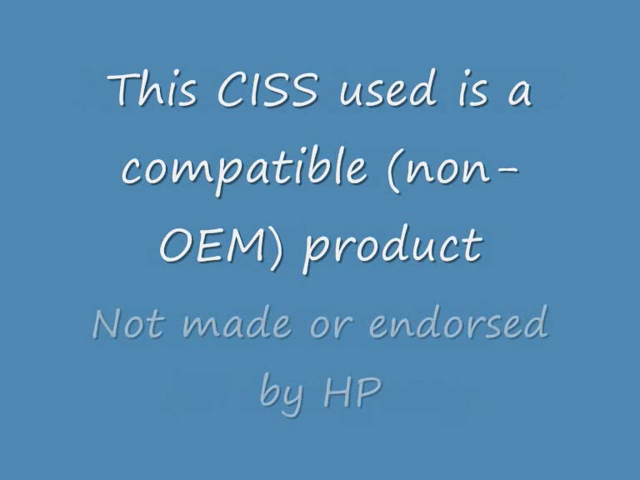 This CISS used is a
compatible (non-
OEM) product
Not made or endorsed
by HP